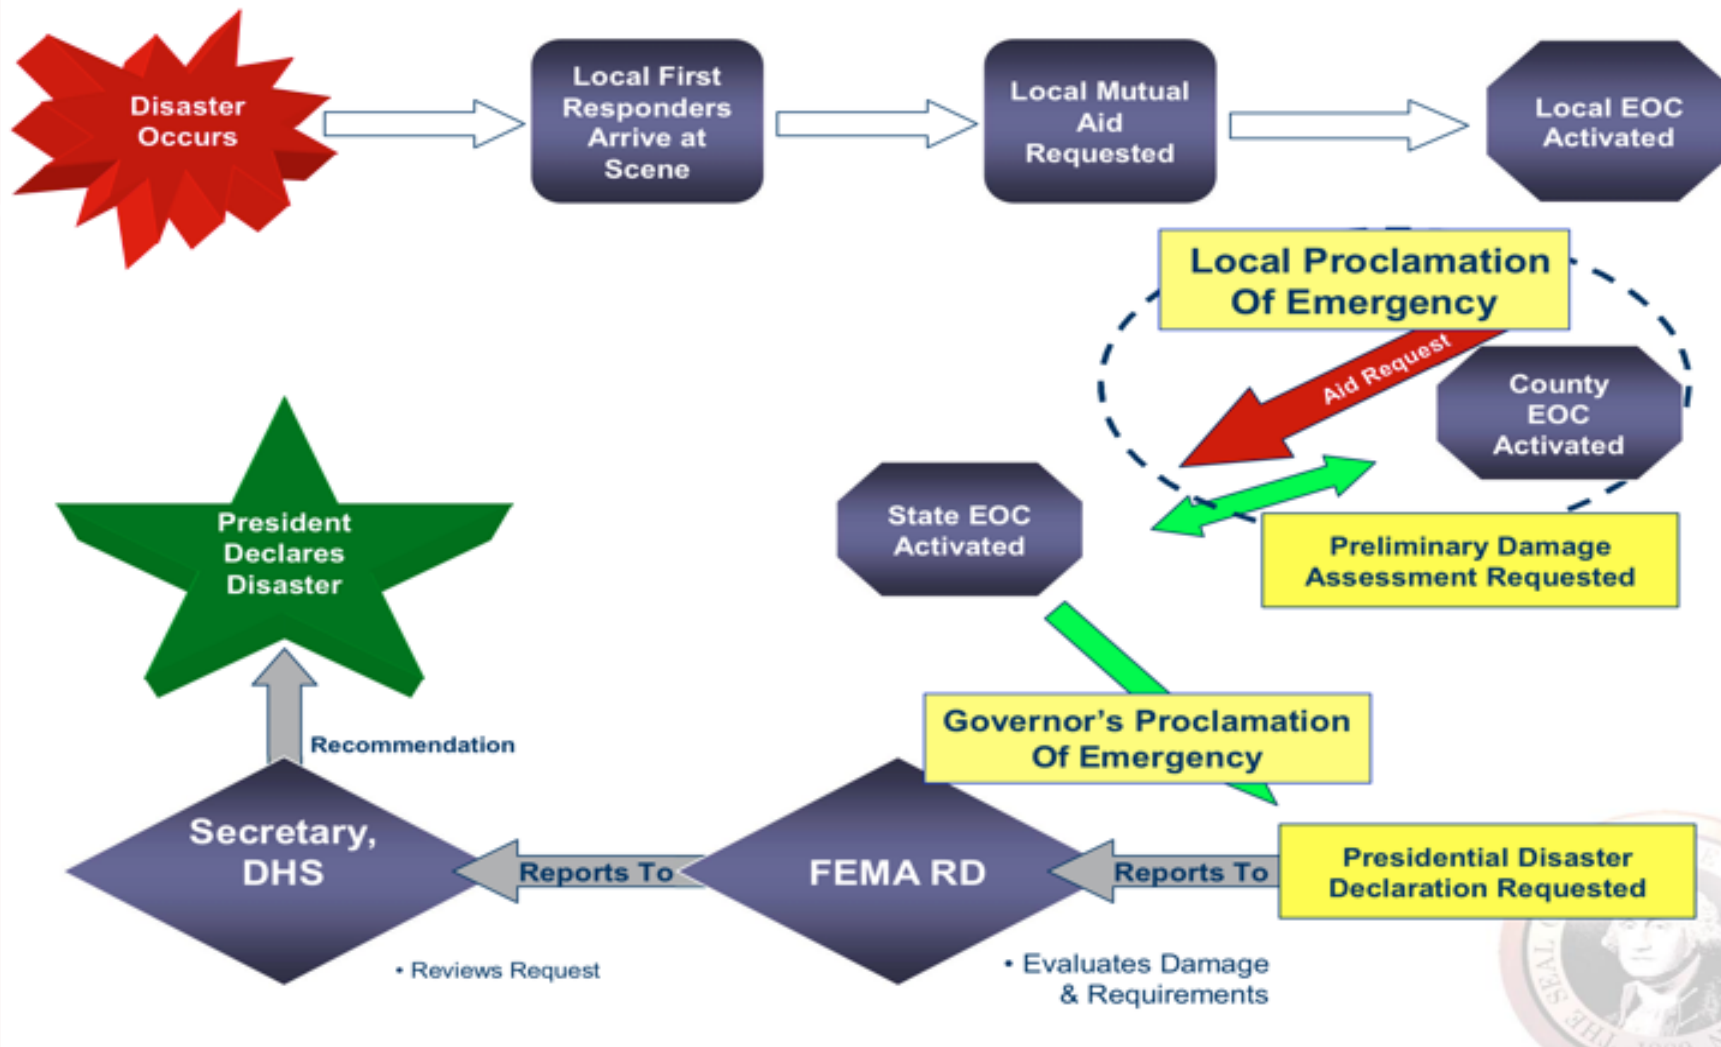 Disaster
Occurs
Local First
Responders
Arrive at
Scene
Local Mutual
Aid
Requested
Local EOC
Activated
Local Proclamation
Of Emergency
Aid Request
County
EOC
Activated
State EOC
Activated
Preliminary Damage
Assessment Requested
President
Declares
Disaster
Governor's Proclamation
Of Emergency
Recommendation
Secretary,
DHS
Reports To
FEMA RD
Reports To
Presidential Disaster
Declaration Requested
• Reviews Request
• Evaluates Damage
& Requirements
THE SEAL O